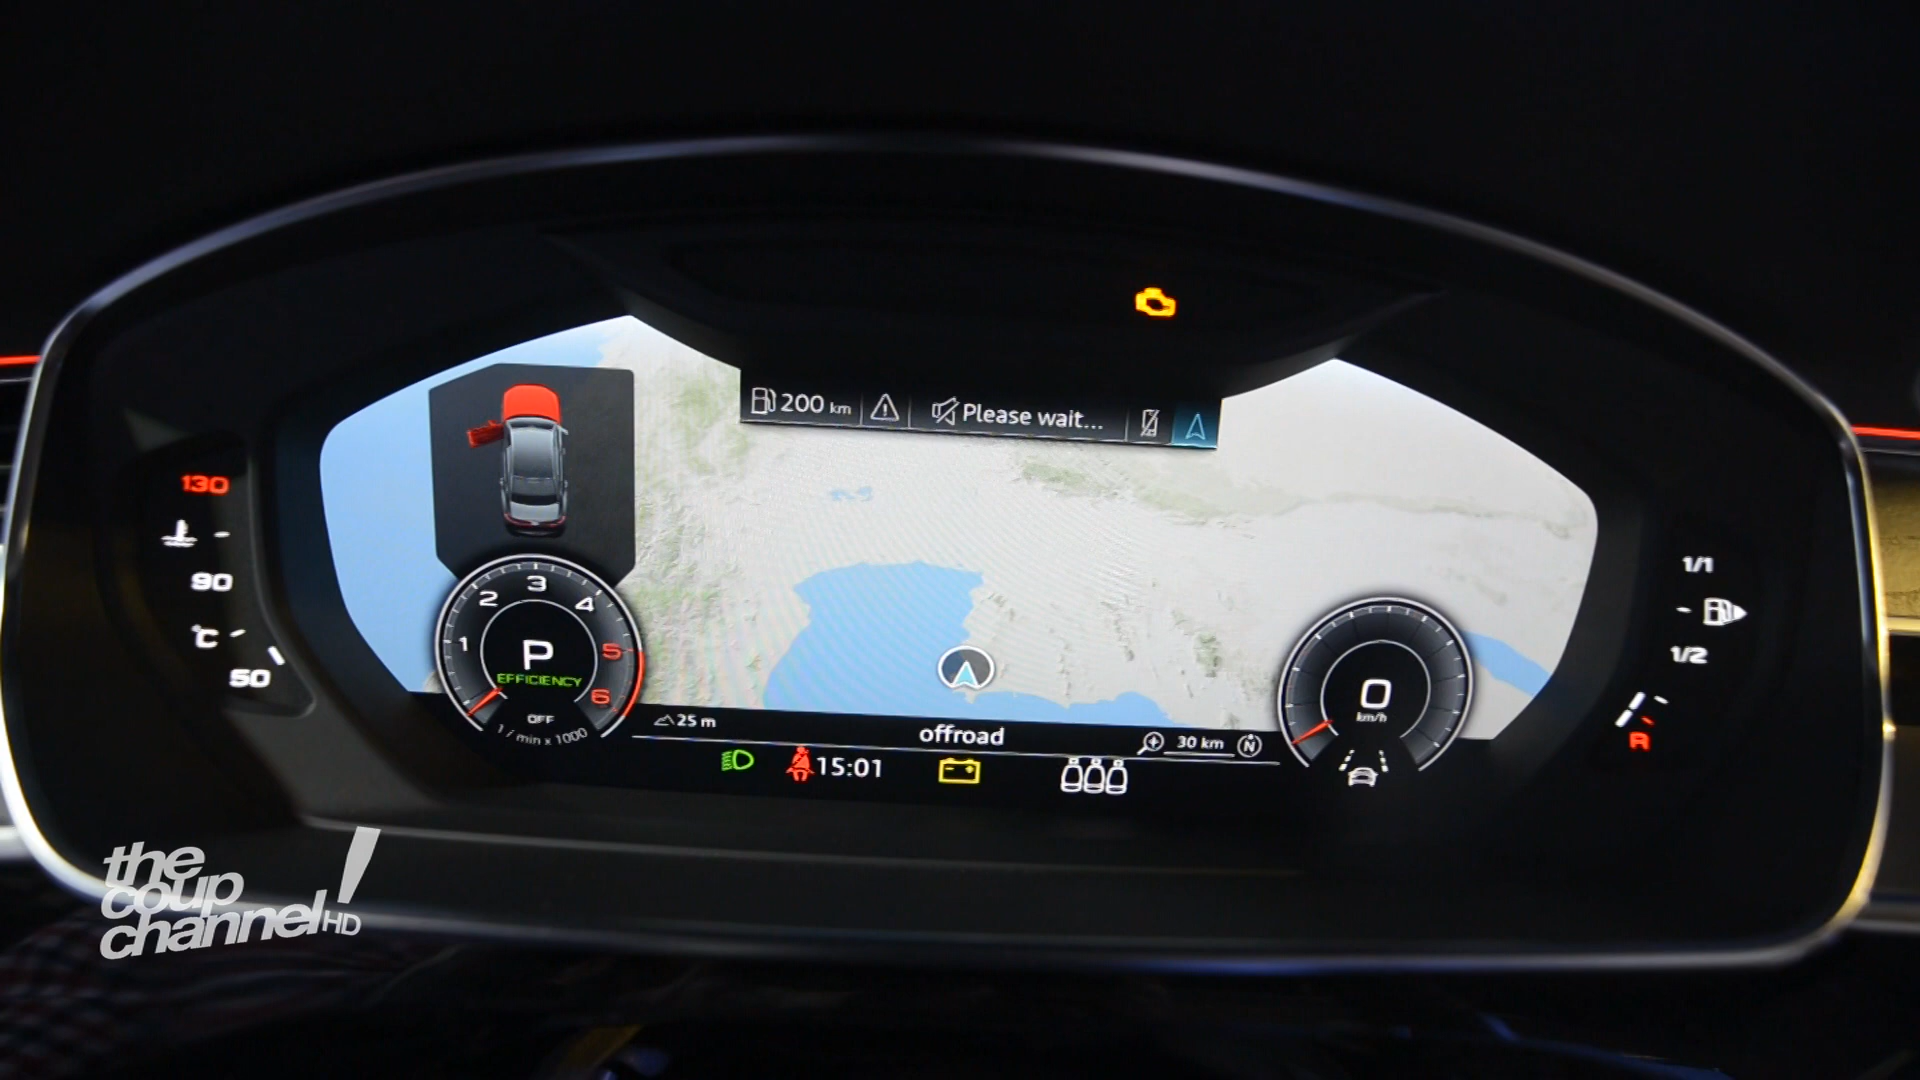 200 km
Please wait...
130
90
°C
50
3
2
4
1
5
6
P
EFFICIENCY
OFF
1 / min x 1000
25 m
offroad
30 km
N
15:01
0
km/h
1/1
1/2
R
the
coup
channel!
HD